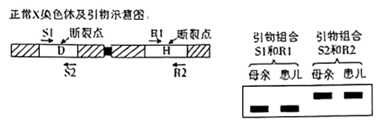 正常X染色体及引物示意图:
S1 断裂点 R1 断裂点
D H
S2 R2
引物组合 引物组合
S1和R1 S2和R2
母亲 患儿 母亲 患儿